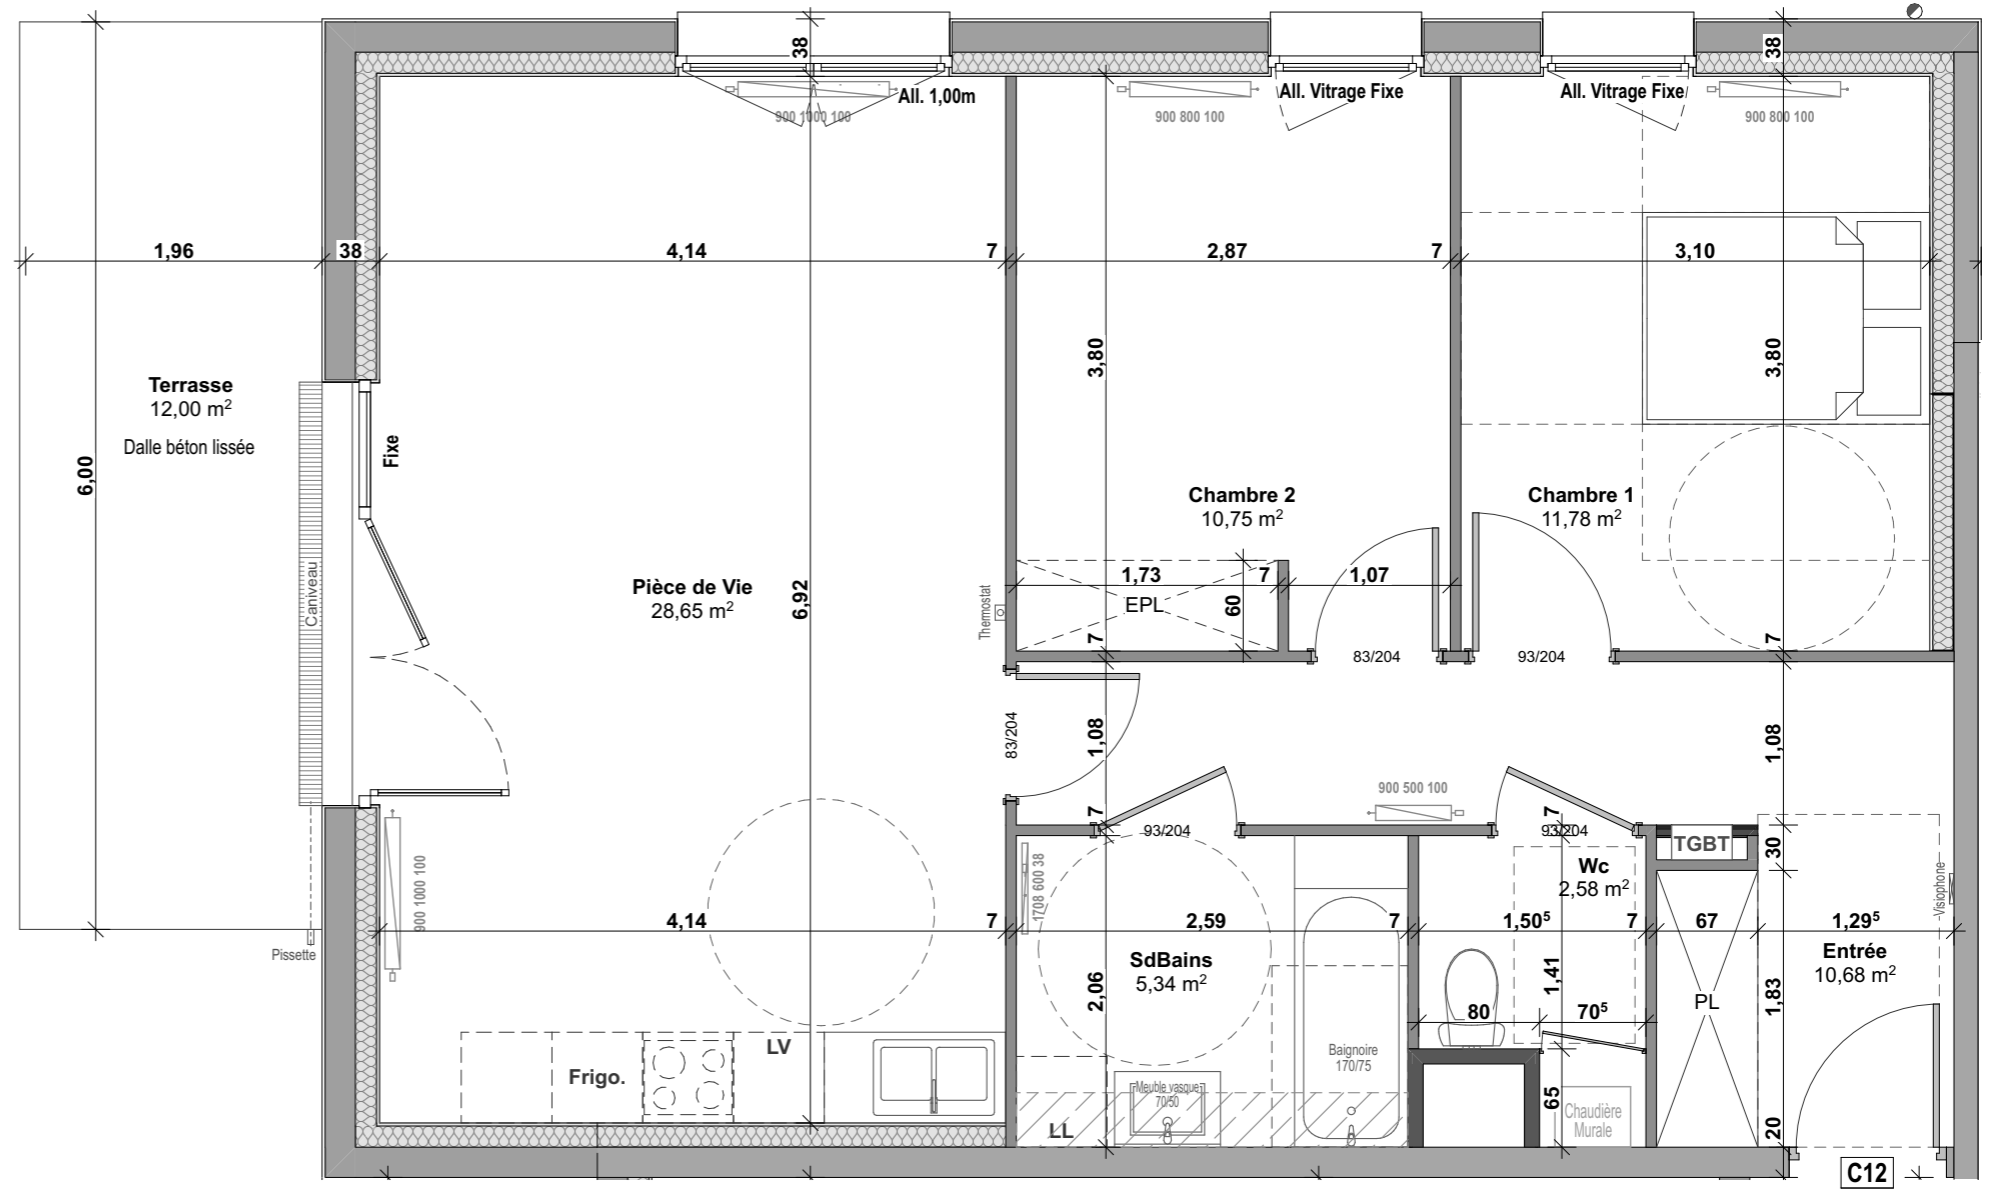 38
38
All. 1,00m
All. Vitrage Fixe
All. Vitrage Fixe
900 1000 100
900 800 100
900 800 100
1,96
38
4,14
7
2,87
7
3,10
3,80
3,80
Terrasse
12,00 m²
Dalle béton lissée
6,00
Fixe
Caniveau
Chambre 2
10,75 m²
Chambre 1
11,78 m²
Pièce de Vie
28,65 m²
6,92
Thermostat
1,73
7
1,07
EPL
60
7
7
83/204
93/204
83/204
1,08
1,08
900 500 100
7
93/204
7
93/204
TGBT
30
Wc
2,58 m²
900 1000 100
1708 600 38
Visiophone
4,14
7
2,59
7
1,50⁵
7
67
1,29⁵
Pissette
SdBains
5,34 m²
Entrée
10,68 m²
2,06
1,41
1,83
PL
80
70⁵
LV
Frigo.
Baignoire
170/75
Meuble vasque
70/50
LL
65
Chaudière
Murale
20
C12